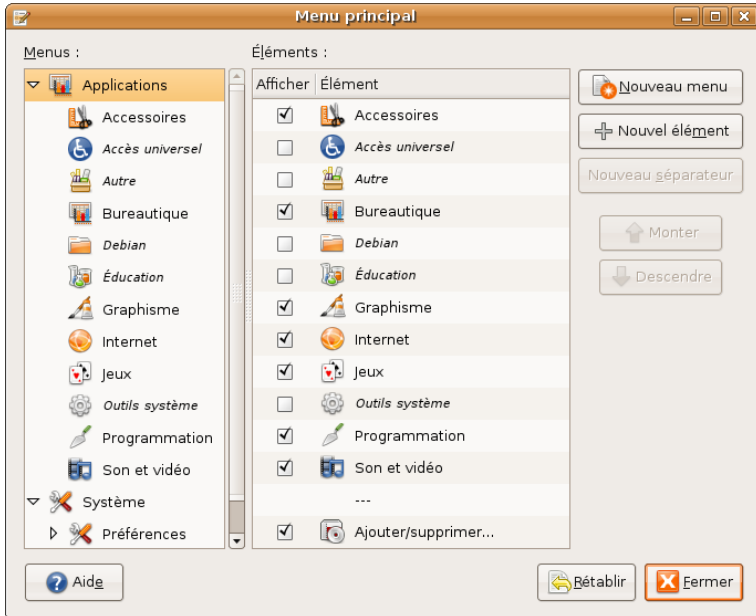 Menu principal
Menus :
Applications
Accessoires
Accès universel
Autre
Bureautique
Debian
Éducation
Graphisme
Internet
Jeux
Outils système
Programmation
Son et vidéo
Système
Préférences
Éléments :
Afficher Élément
Accessoires
Accès universel
Autre
Bureautique
Debian
Éducation
Graphisme
Internet
Jeux
Outils système
Programmation
Son et vidéo
---
Ajouter/supprimer...
Nouveau menu
Nouvel élément
Nouveau séparateur
Monter
Descendre
Aide
Rétablir
Fermer